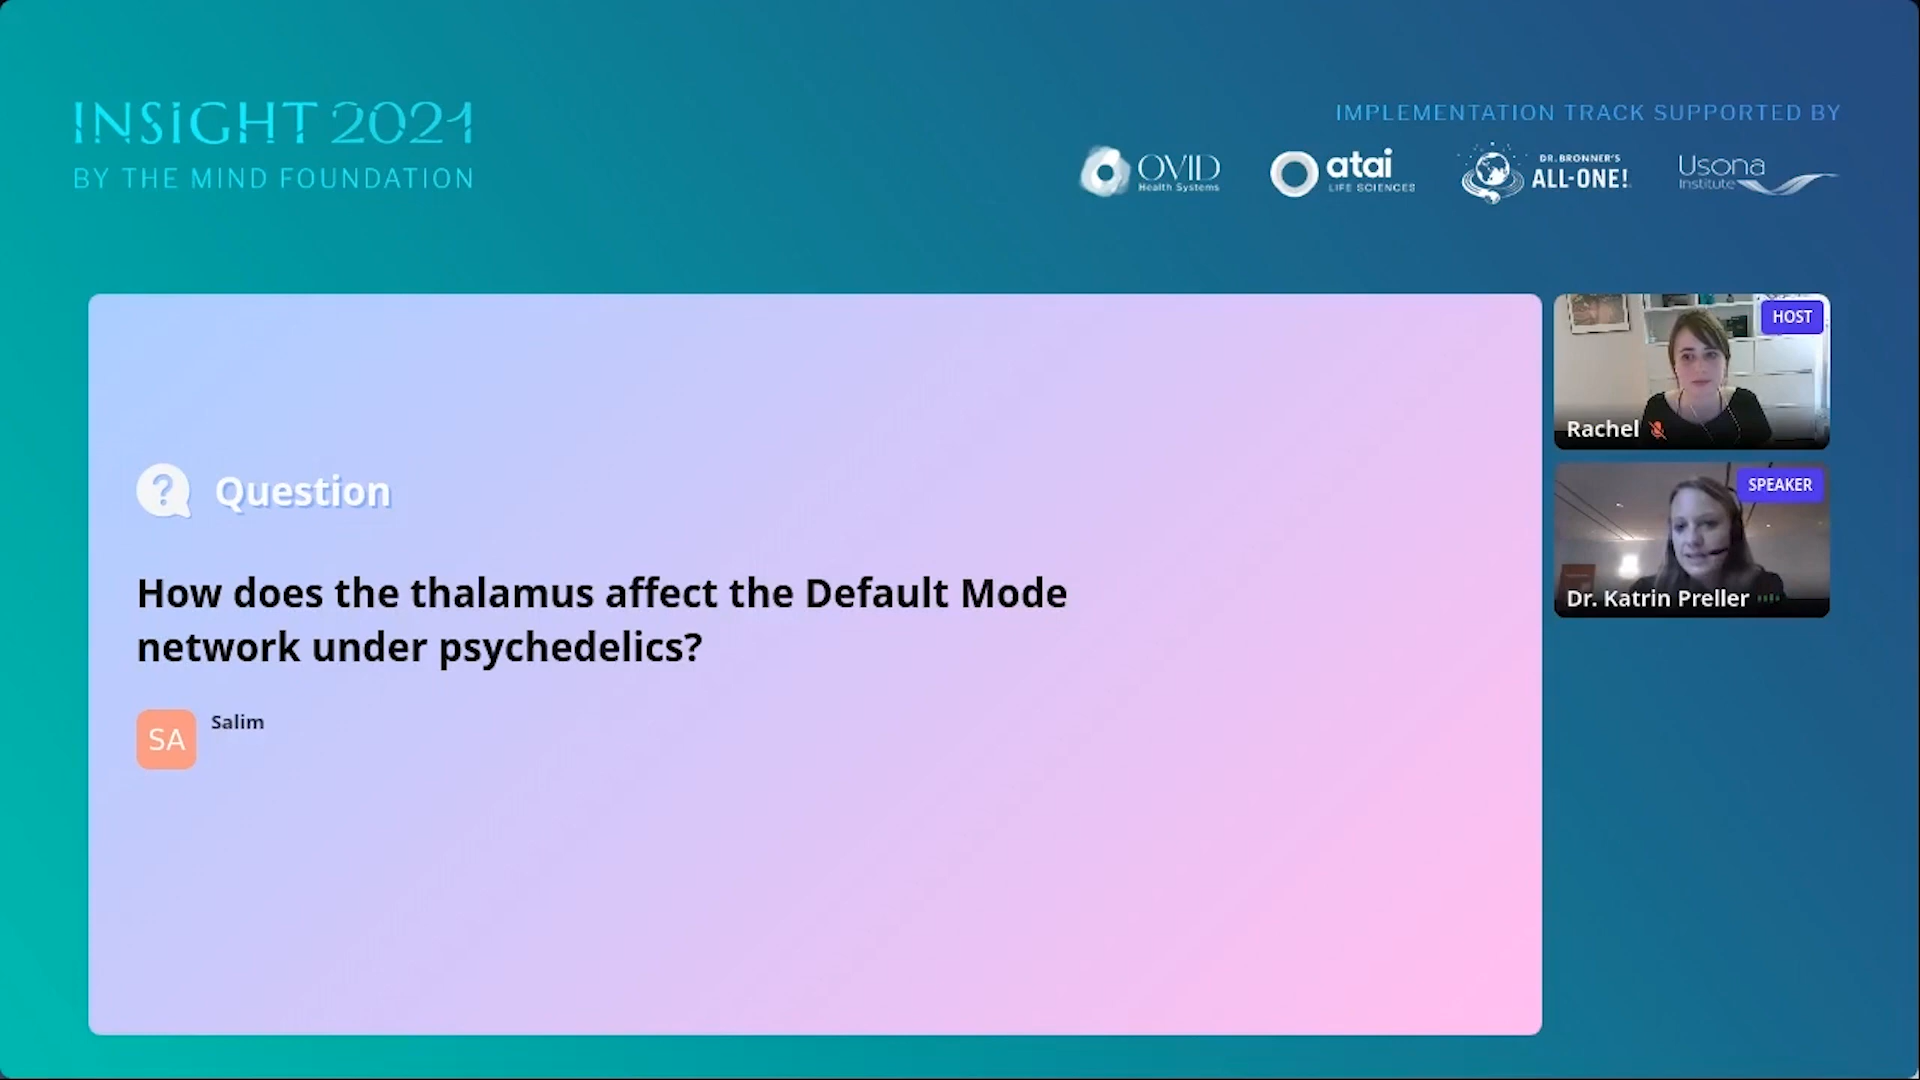 INSIGHT 2021
BY THE MIND FOUNDATION
IMPLEMENTATION TRACK SUPPORTED BY
OVID
Health Systems
atai
LIFE SCIENCES
DR. BRONNER'S
ALL-ONE!
Usona
Institute
HOST
Rachel
SPEAKER
Dr. Katrin Preller
Question
How does the thalamus affect the Default Mode
network under psychedelics?
SA
Salim